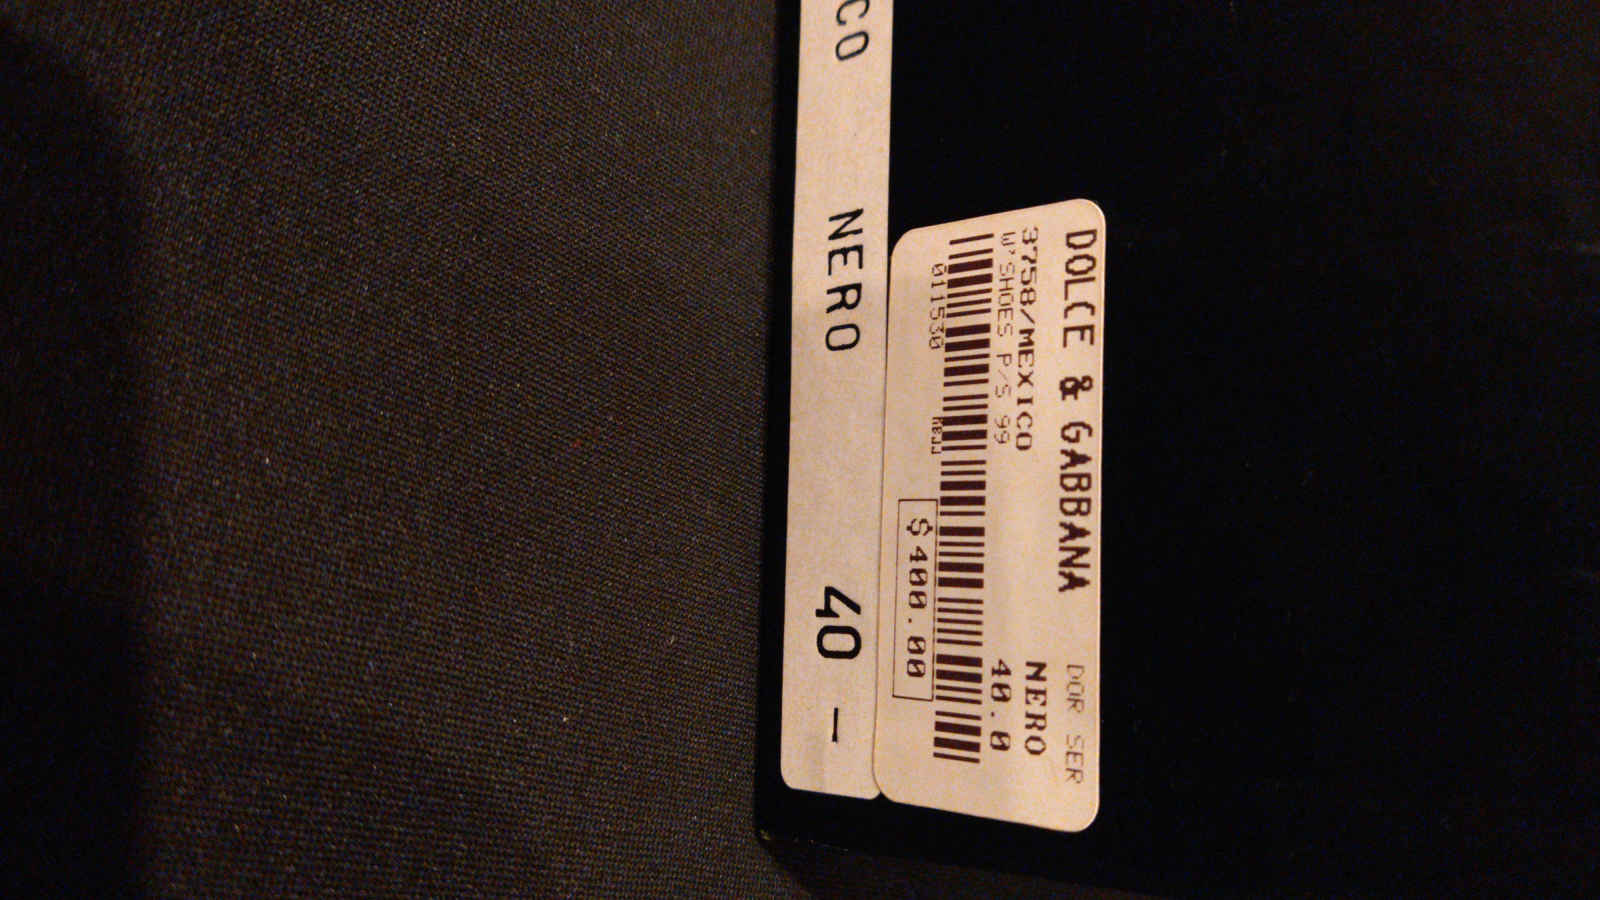 CO NERO 40 –
DOLCE & GABBANA DOR SER
3758/MEXICO NERO
W'SHOES P/S 99 40.0
011530
$400.00